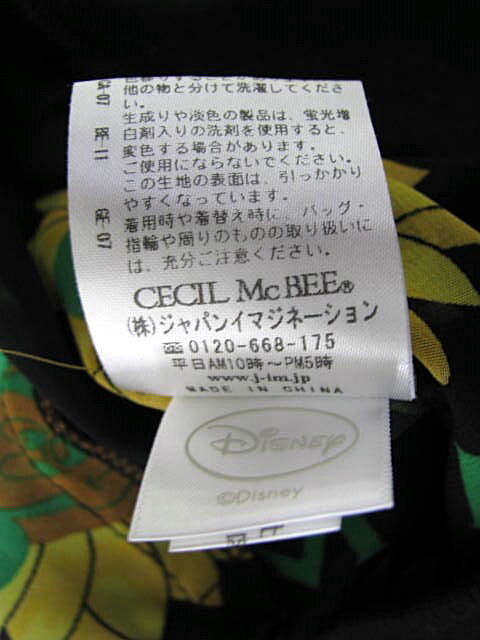 他の物と分けて洗濯してくださ
い。
生成りや淡色の製品は、蛍光増
白剤入りの洗剤を使用すると、
変色する場合があります。
ご使用にならないでください。
この生地の表面は、引っかかり
やすくなっています。
着用時や着替え時に、バッグ・
指輪や周りのものの取り扱いに
は、充分ご注意ください。
RR-11
RR-07
CECIL McBEE®
(株)ジャパンイマジネーション
☎0120-668-175
平日AM10時～PM5時
www.j-im.jp
MADE IN CHINA
Disney
©Disney